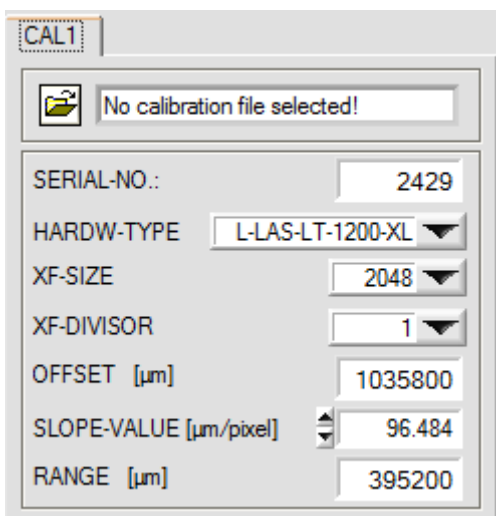 CAL1
No calibration file selected!
SERIAL-NO.: 2429
HARDW-TYPE L-LAS-LT-1200-XL
XF-SIZE 2048
XF-DIVISOR 1
OFFSET [µm] 1035800
SLOPE-VALUE [µm/pixel] 96.484
RANGE [µm] 395200